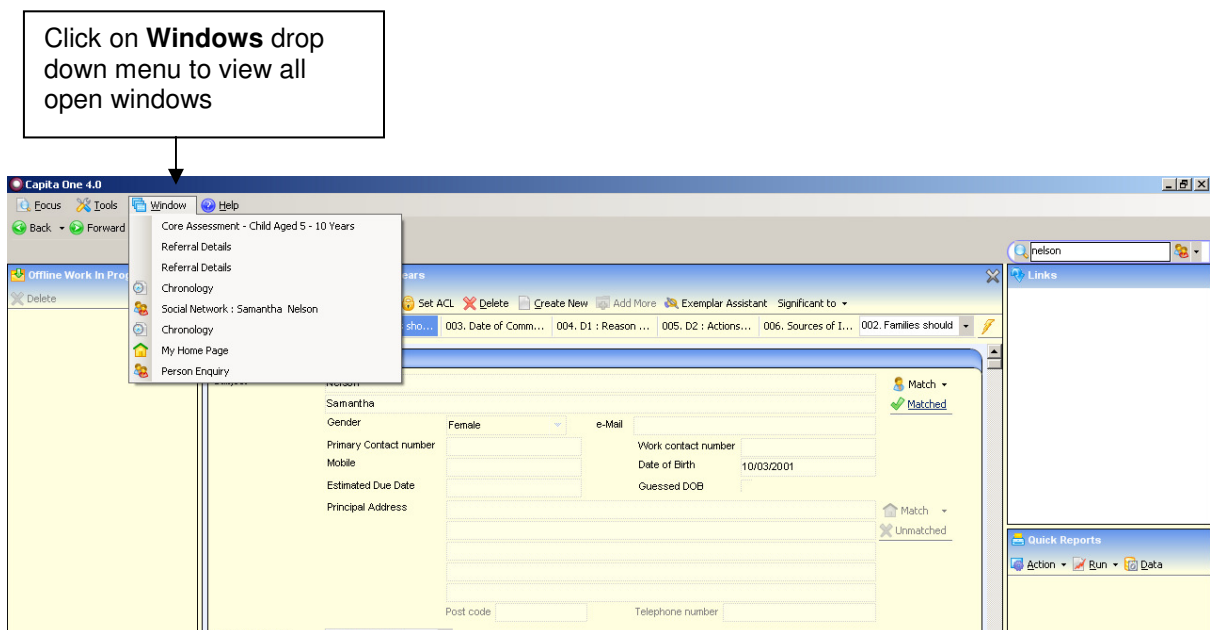 Click on Windows drop
down menu to view all
open windows
Capita One 4.0
Focus Tools Window Help
Back Forward
Core Assessment - Child Aged 5 - 10 Years
Referral Details
Referral Details
Chronology
Social Network : Samantha Nelson
Chronology
My Home Page
Person Enquiry
nelson
Offline Work In Prog
ears
Links
Delete
Set ACL Delete Create New Add More Exemplar Assistant Significant to
sho... 003. Date of Comm... 004. D1 : Reason ... 005. D2 : Actions... 006. Sources of I... 002. Families should
Match
Samantha
Matched
Gender Female e-Mail
Primary Contact number Work contact number
Mobile Date of Birth 10/03/2001
Estimated Due Date Guessed DOB
Principal Address
Match
Unmatched
Quick Reports
Action Run Data
Post code Telephone number